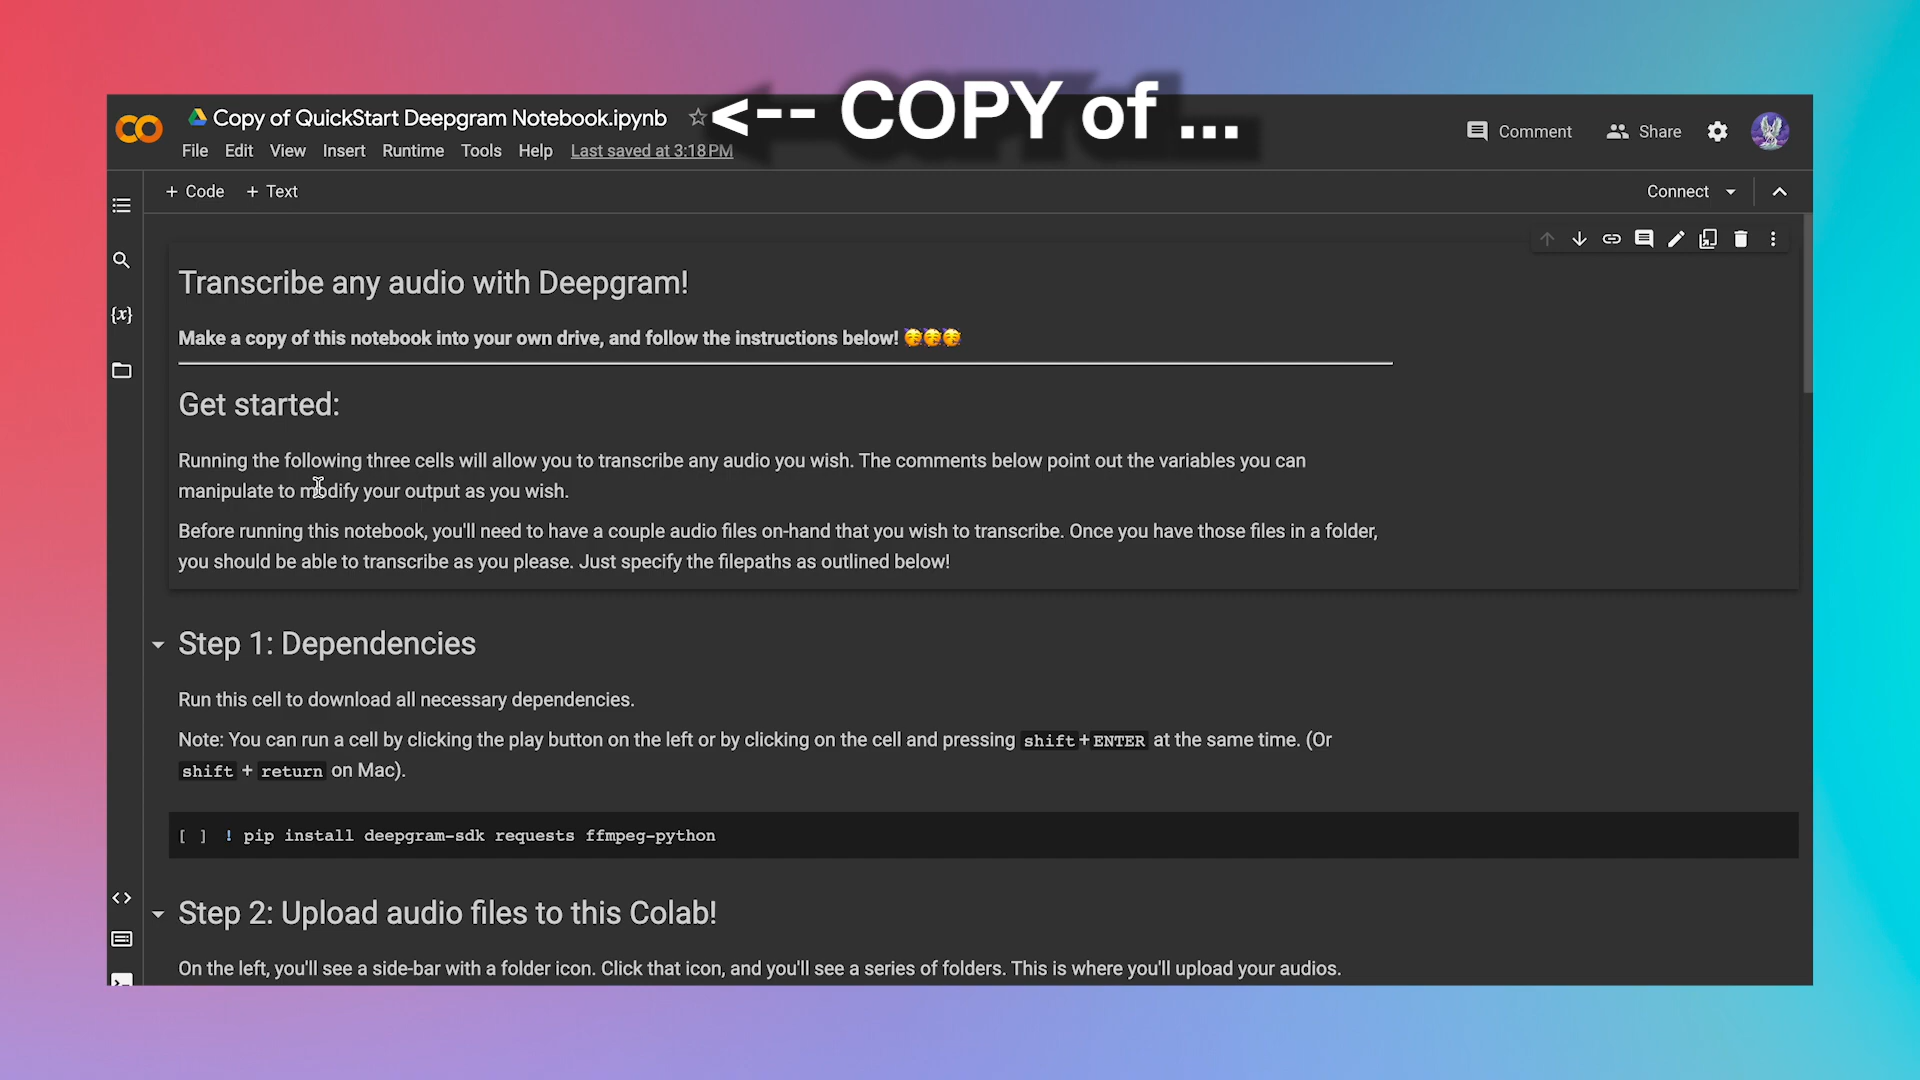 Copy of QuickStart Deepgram Notebook.ipynb
<-- COPY of ...
Comment
Share
File Edit View Insert Runtime Tools Help Last saved at 3:18 PM
+ Code + Text
Connect
{x}
Transcribe any audio with Deepgram!
Make a copy of this notebook into your own drive, and follow the instructions below! 🥳🥳🥳
Get started:
Running the following three cells will allow you to transcribe any audio you wish. The comments below point out the variables you can
manipulate to modify your output as you wish.
Before running this notebook, you'll need to have a couple audio files on-hand that you wish to transcribe. Once you have those files in a folder,
you should be able to transcribe as you please. Just specify the filepaths as outlined below!
Step 1: Dependencies
Run this cell to download all necessary dependencies.
Note: You can run a cell by clicking the play button on the left or by clicking on the cell and pressing shift+ENTER at the same time. (Or
shift + return on Mac).
[ ] ! pip install deepgram-sdk requests ffmpeg-python
Step 2: Upload audio files to this Colab!
On the left, you'll see a side-bar with a folder icon. Click that icon, and you'll see a series of folders. This is where you'll upload your audios.